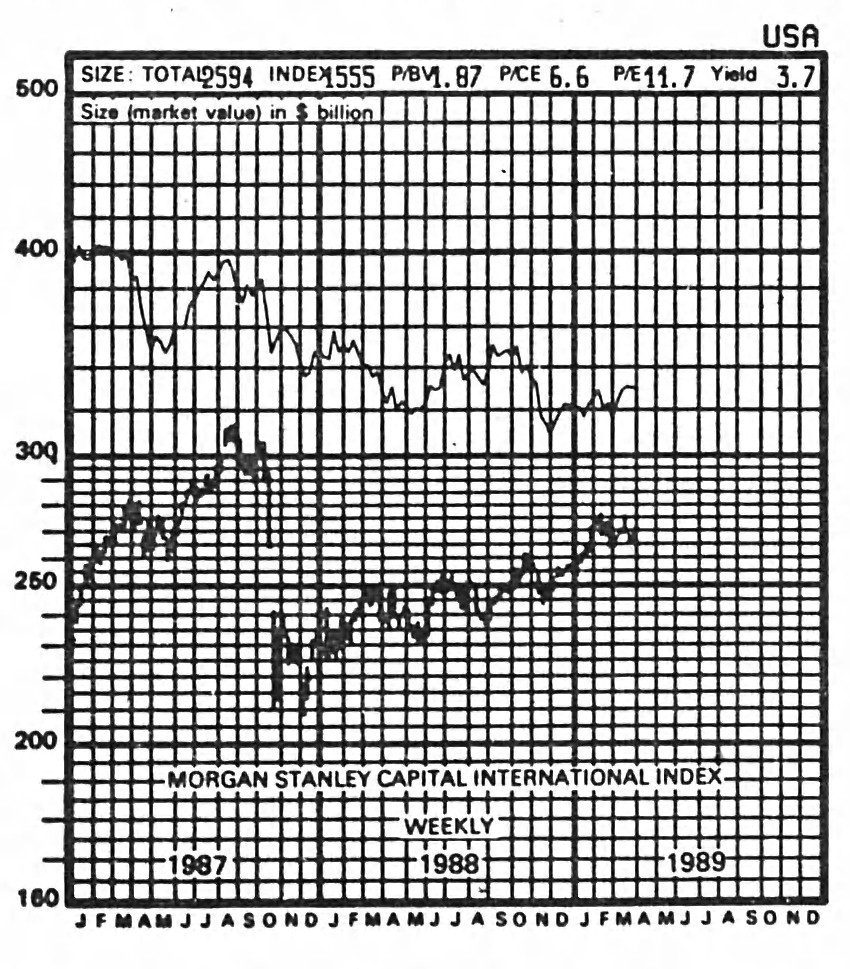 USA
SIZE: TOTAL 2594 INDEX 1555 P/BV 1.87 P/CE 6.6 P/E 11.7 Yield 3.7
500
Size (market value) in $ billion
400
300
250
200
MORGAN STANLEY CAPITAL INTERNATIONAL INDEX
WEEKLY
1987 1988 1989
160
J F M A M J J A S O N D J F M A M J J A S O N D J F M A M J J A S O N D